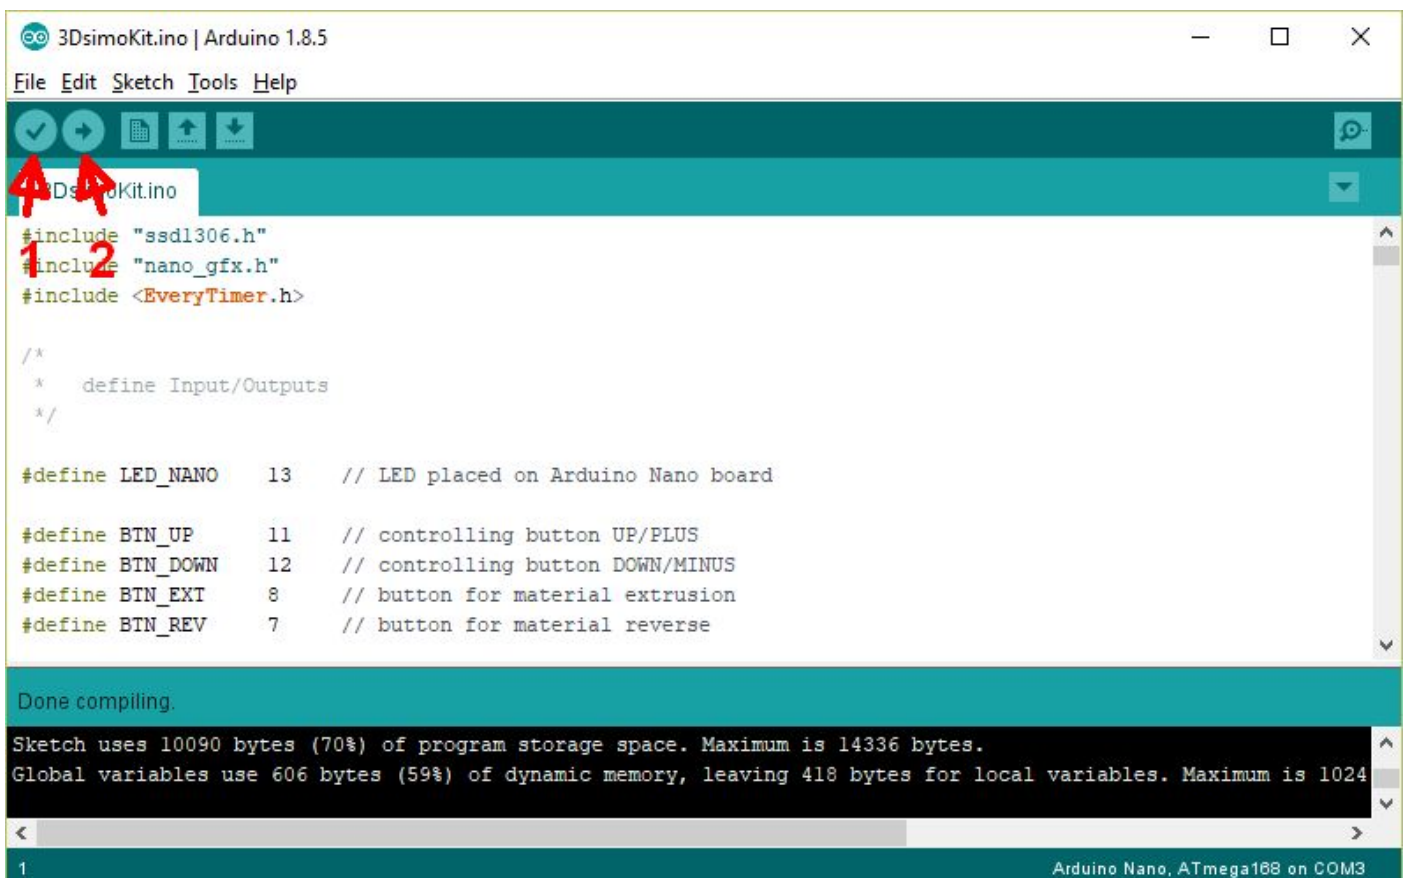 3DsimoKit.ino | Arduino 1.8.5
File Edit Sketch Tools Help
3DsimoKit.ino
1 2
#include "ssd1306.h"
#include "nano_gfx.h"
#include <EveryTimer.h>
/*
*   define Input/Outputs
*/
#define LED_NANO    13    // LED placed on Arduino Nano board
#define BTN_UP      11    // controlling button UP/PLUS
#define BTN_DOWN    12    // controlling button DOWN/MINUS
#define BTN_EXT     8     // button for material extrusion
#define BTN_REV     7     // button for material reverse
Done compiling.
Sketch uses 10090 bytes (70%) of program storage space. Maximum is 14336 bytes.
Global variables use 606 bytes (59%) of dynamic memory, leaving 418 bytes for local variables. Maximum is 1024
1 Arduino Nano, ATmega168 on COM3